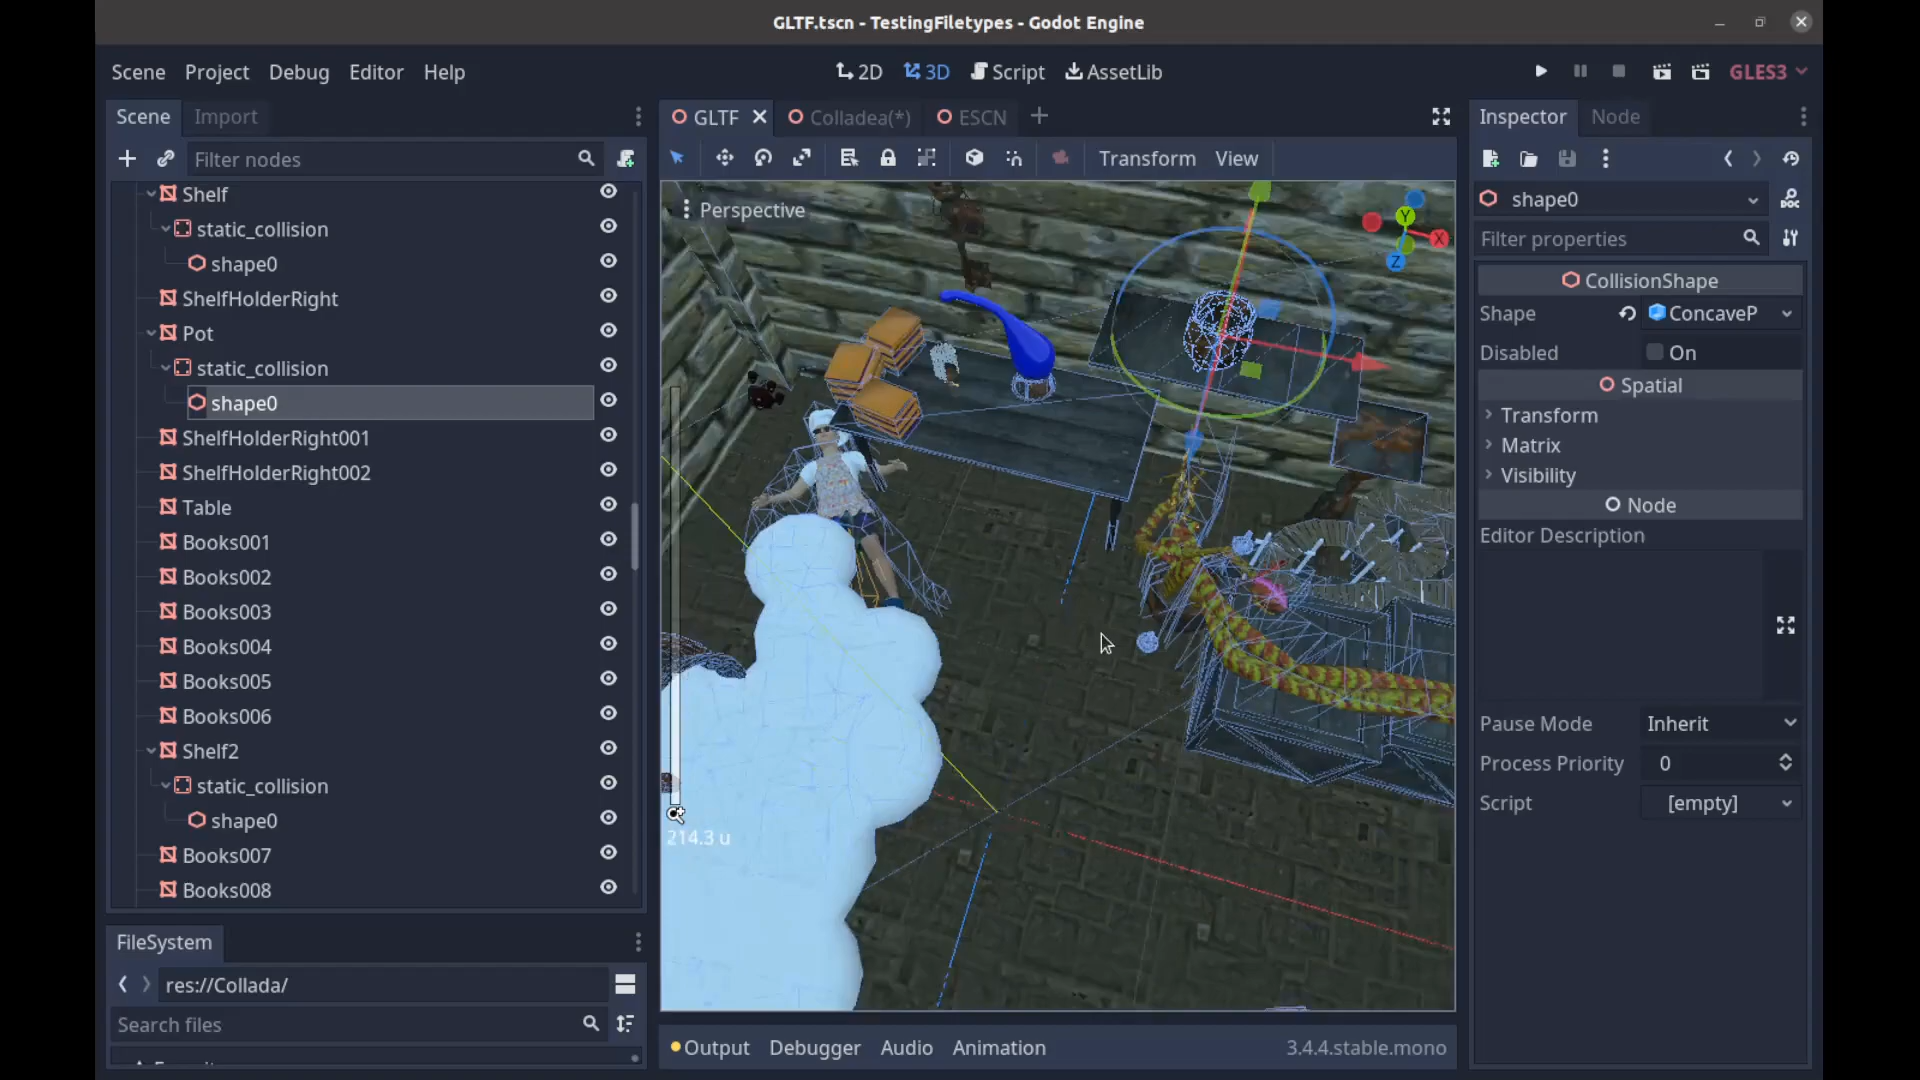 GLTF.tscn - TestingFiletypes - Godot Engine
Scene Project Debug Editor Help
2D 3D Script AssetLib
GLES3
Scene Import
Filter nodes
Shelf
static_collision
shape0
ShelfHolderRight
Pot
static_collision
shape0
ShelfHolderRight001
ShelfHolderRight002
Table
Books001
Books002
Books003
Books004
Books005
Books006
Shelf2
static_collision
shape0
Books007
Books008
FileSystem
res://Collada/
Search files
GLTF Colladea(*) ESCN
Transform View
Perspective
Y
X
Z
214.3 u
Output Debugger Audio Animation 3.4.4.stable.mono
Inspector Node
shape0
DOC
Filter properties
CollisionShape
Shape ConcaveP
Disabled On
Spatial
Transform
Matrix
Visibility
Node
Editor Description
Pause Mode Inherit
Process Priority 0
Script [empty]